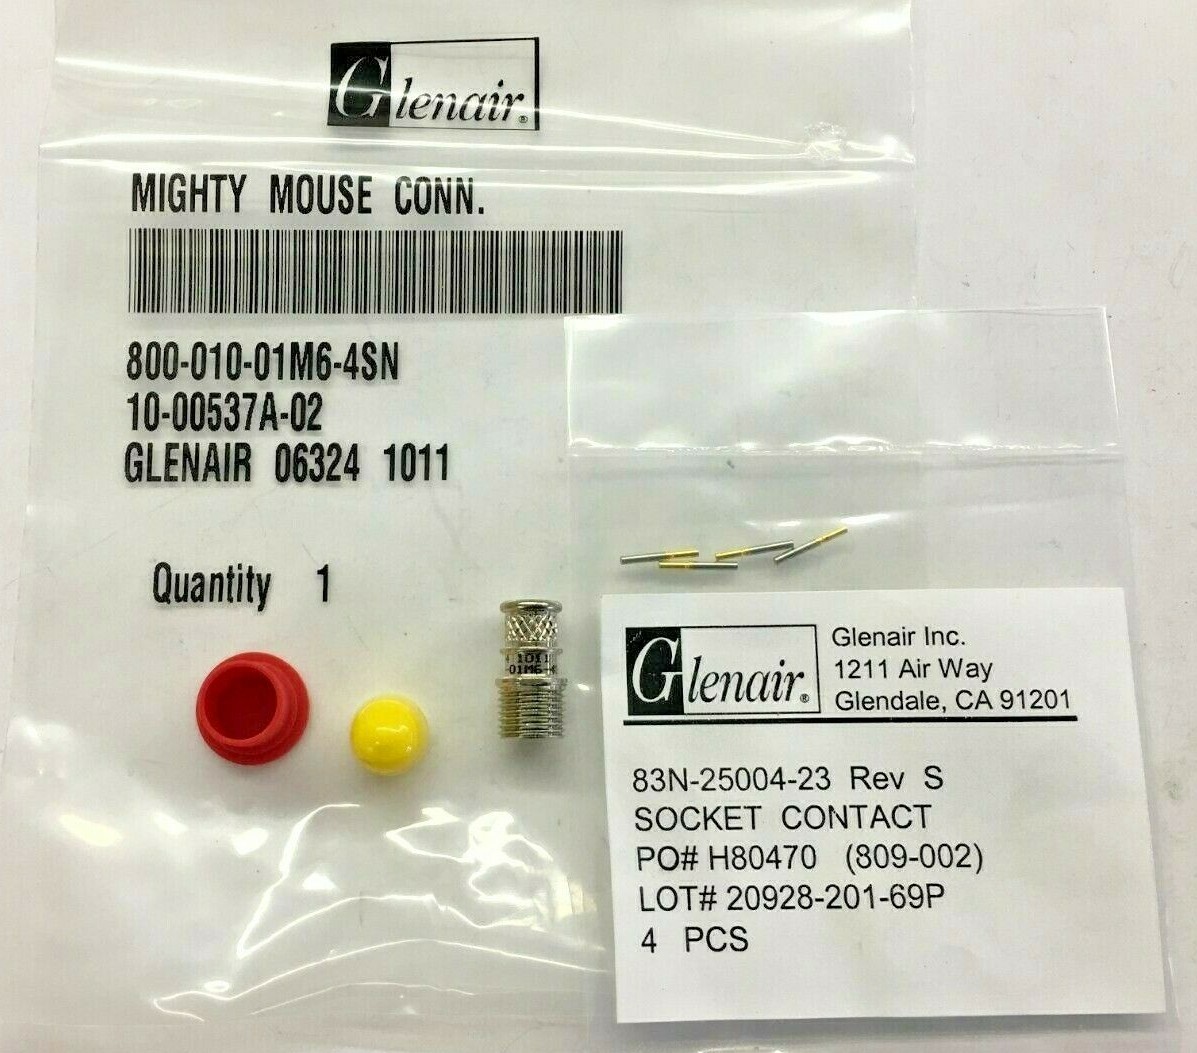 Glenair®
MIGHTY MOUSE CONN.
800-010-01M6-4SN
10-00537A-02
GLENAIR 06324 1011
Quantity 1
1011
01M6-
Glenair®
Glenair Inc.
1211 Air Way
Glendale, CA 91201
83N-25004-23 Rev S
SOCKET CONTACT
PO# H80470 (809-002)
LOT# 20928-201-69P
4 PCS